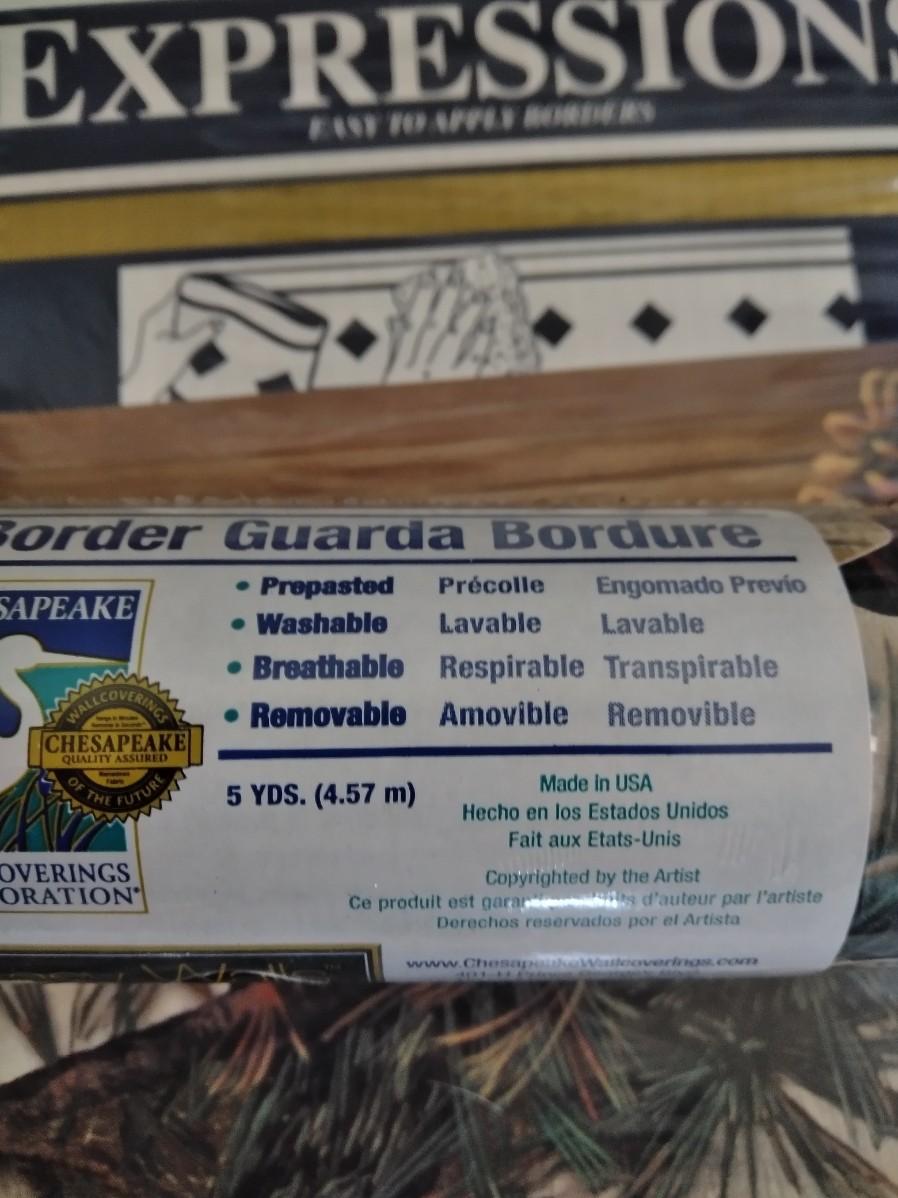 EXPRESSIONS
EASY TO APPLY BORDERS
Border Guarda Bordure
• Prepasted Précolle Engomado Previo
• Washable Lavable Lavable
• Breathable Respirable Transpirable
• Removable Amovible Removible
SAPEAKE
WALLCOVERINGS
CHESAPEAKE
QUALITY ASSURED
OF THE FUTURE
OVERINGS
ORATION
5 YDS. (4.57 m)
Made in USA
Hecho en los Estados Unidos
Fait aux Etats-Unis
Copyrighted by the Artist
Ce produit est d'auteur par l'artiste
Derechos reservados por el Artista
www.ChesapeakeWallcoverings.com